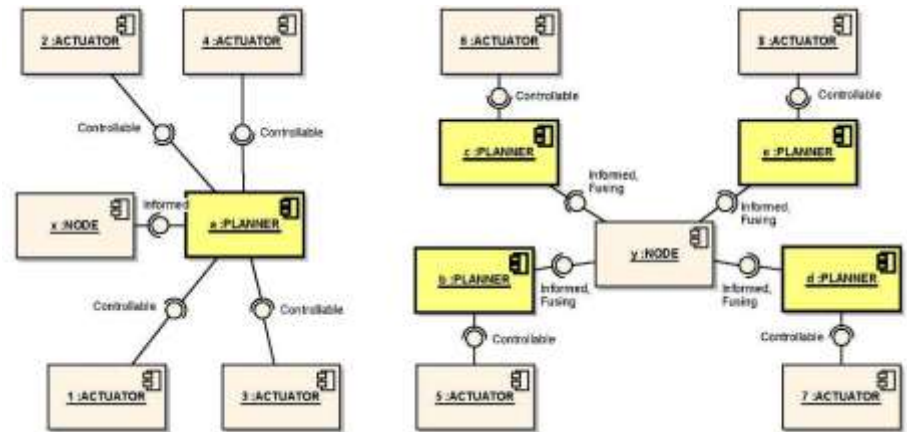 2 :ACTUATOR
4 :ACTUATOR
Controllable
Controllable
x :NODE
Informed
a :PLANNER
Controllable
Controllable
1 :ACTUATOR
3 :ACTUATOR
6 :ACTUATOR
8 :ACTUATOR
Controllable
Controllable
c :PLANNER
e :PLANNER
Informed,
Fusing
Informed,
Fusing
y :NODE
b :PLANNER
d :PLANNER
Informed,
Fusing
Informed,
Fusing
Controllable
Controllable
5 :ACTUATOR
7 :ACTUATOR